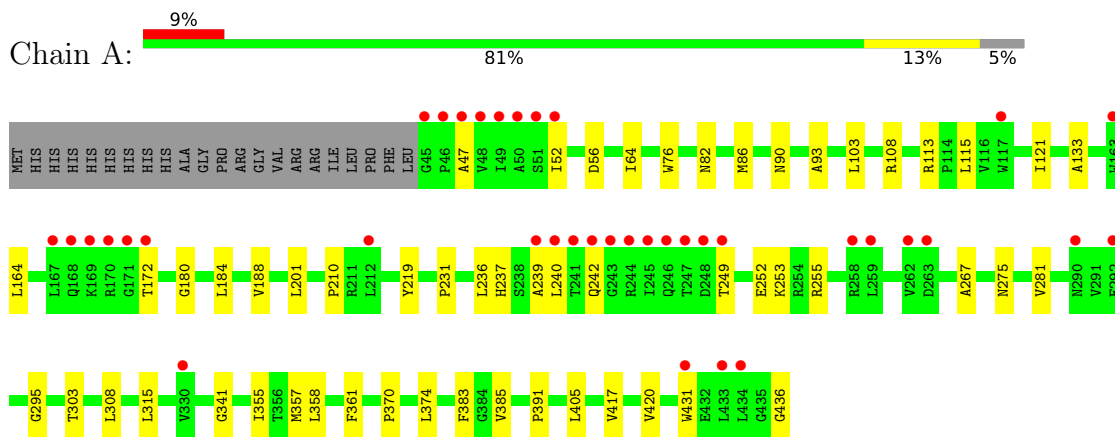 9%
Chain A:
81% 13% 5%
MET HIS HIS HIS HIS HIS HIS HIS HIS ALA GLY PRO ARG GLY VAL ARG ARG ILE LEU PRO PHE LEU G45 P46 A47 V48 I49 A50 S51 I52 D56 I64 W76 N82 M86 N90 A93 L103 R108 R113 P114 L115 V116 W117 I121 A133
L164 L167 Q168 K169 R170 G171 T172 G180 L184 V188 L201 P210 R211 L212 Y219 P231 L236 H237 S238 A239 L240 T241 Q242 G243 R244 I245 Q246 T247 D248 T249 E252 K253 R254 R255 R258 L259 V262 D263 A267 N275 V281 N290 V291
G295 T303 L308 L315 V330 G341 I355 T356 M357 L358 F361 P370 L374 F383 G384 V385 P391 L405 V417 V420 W431 E432 L433 L434 G435 G436